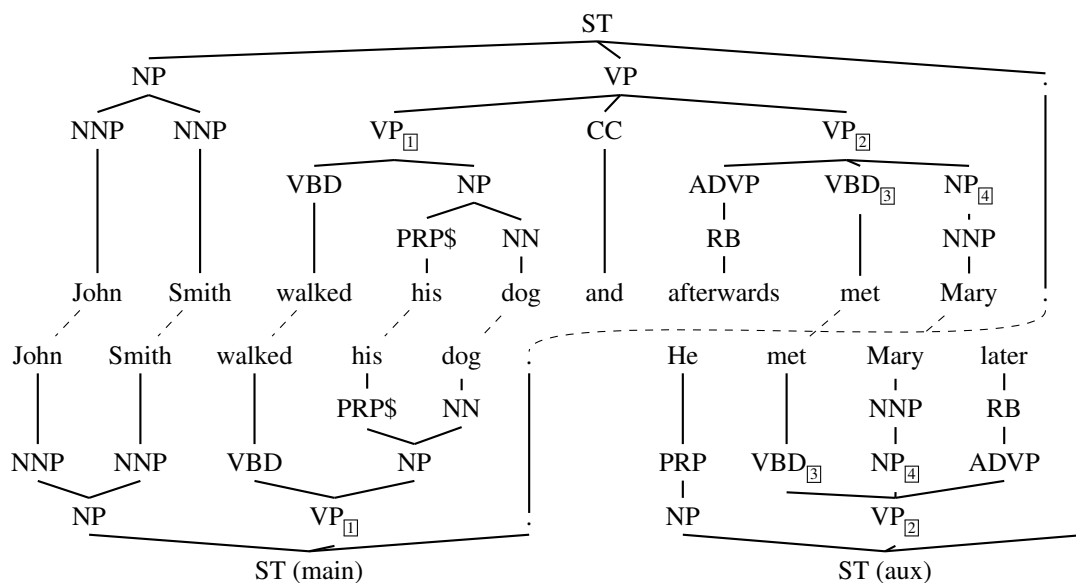 ST
NP VP .
NNP NNP VP1 CC VP2
VBD NP ADVP VBD3 NP4
PRP$ NN RB NNP
John Smith walked his dog and afterwards met Mary .
John Smith walked his dog . He met Mary later
PRP$ NN NNP RB
NNP NNP VBD NP PRP VBD3 NP4 ADVP
NP VP1 . NP VP2
ST (main) ST (aux)